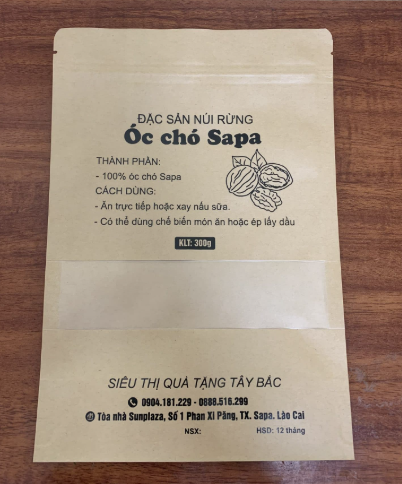 ĐẶC SẢN NÚI RỪNG
Óc chó Sapa
THÀNH PHẦN:
- 100% óc chó Sapa
CÁCH DÙNG:
- Ăn trực tiếp hoặc xay nấu sữa.
- Có thể dùng chế biến món ăn hoặc ép lấy dầu
KLT: 300g
SIÊU THỊ QUÀ TẶNG TÂY BẮC
0904.181.229 - 0888.516.299
Tòa nhà Sunplaza, Số 1 Phan Xi Păng, TX. Sapa. Lào Cai
NSX: HSD: 12 tháng